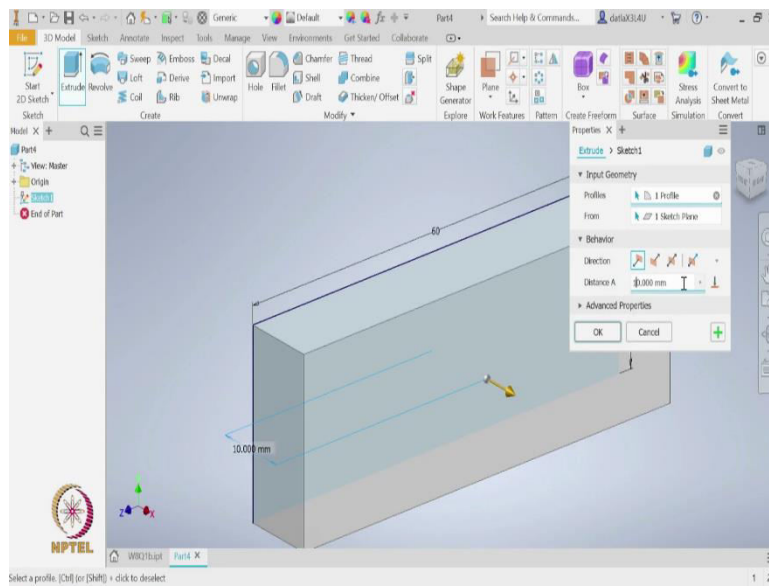 Generic Default Part4 Search Help & Commands... datlaX3L4U
File 3D Model Sketch Annotate Inspect Tools Manage View Environments Get Started Collaborate
Start 2D Sketch Extrude Revolve Sweep Emboss Decal
Loft Derive Import
Coil Rib Unwrap
Hole Fillet Chamfer Thread Split
Shell Combine
Draft Thicken/ Offset
Shape Generator Plane Box Stress Analysis Convert to Sheet Metal
Sketch Create Modify Explore Work Features Pattern Create Freeform Surface Simulation Convert
Model X +
Part4
View: Master
Origin
Sketch1
End of Part
Properties X +
Extrude > Sketch1
Input Geometry
Profiles 1 Profile
From 1 Sketch Plane
Behavior
Direction
Distance A
Advanced Properties
OK Cancel
60
10.000 mm
NPTEL
W8Q1b.ipt Part4 X
Select a profile. [Ctrl] (or [Shift]) + click to deselect 1